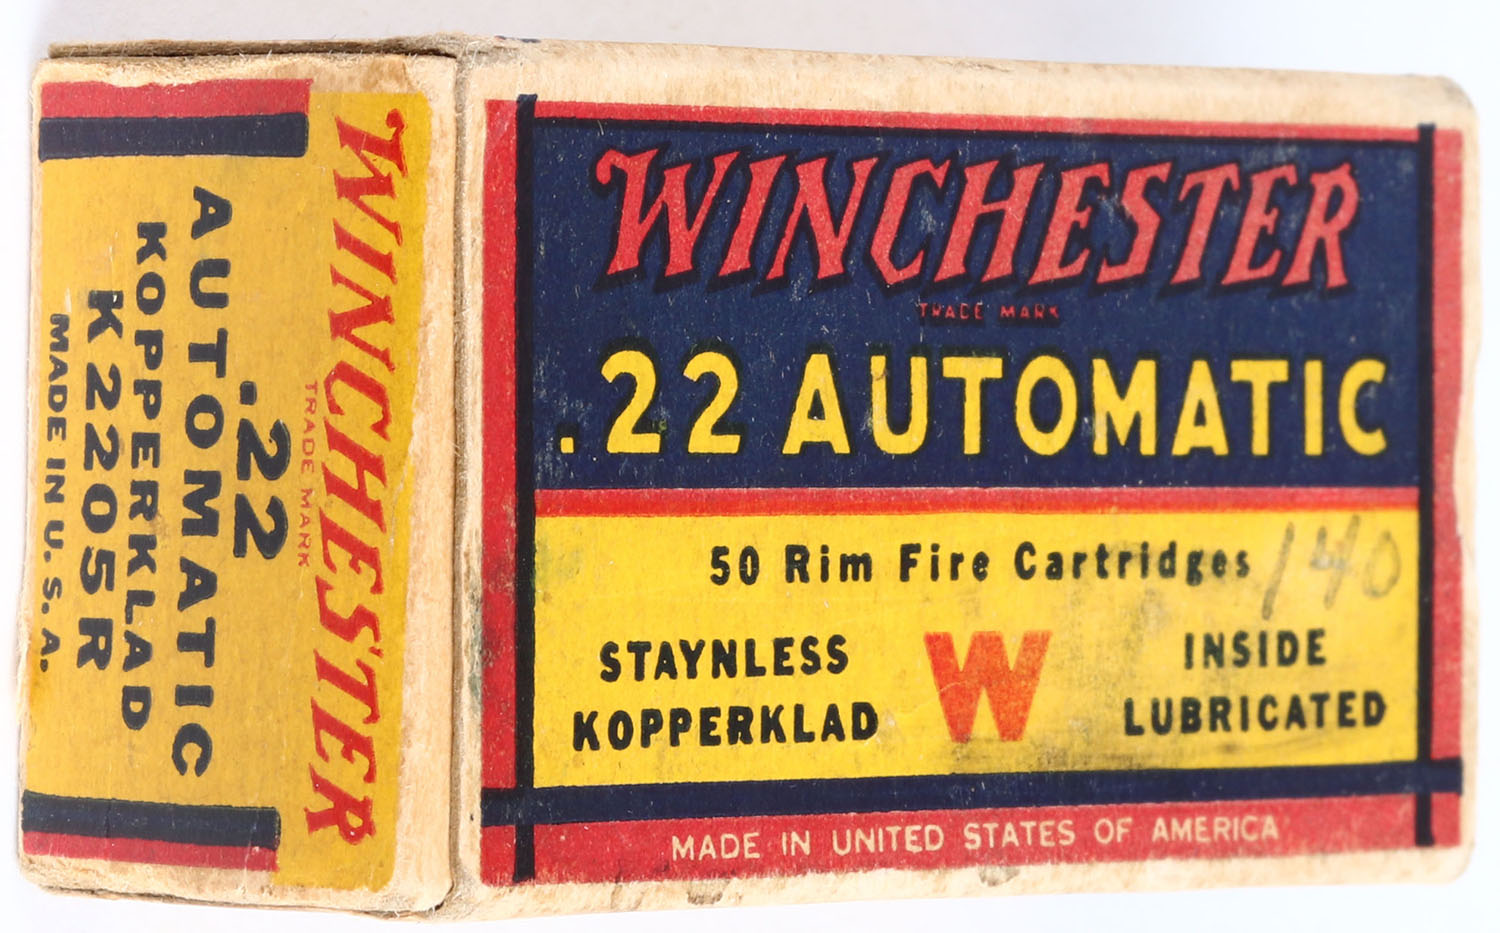 WINCHESTER
TRADE MARK
.22 AUTOMATIC
50 Rim Fire Cartridges
140
STAYNLESS
KOPPERKLAD
W
INSIDE
LUBRICATED
MADE IN UNITED STATES OF AMERICA
WINCHESTER
TRADE MARK
.22
AUTOMATIC
KOPPERKLAD
K2205R
MADE IN U.S.A.